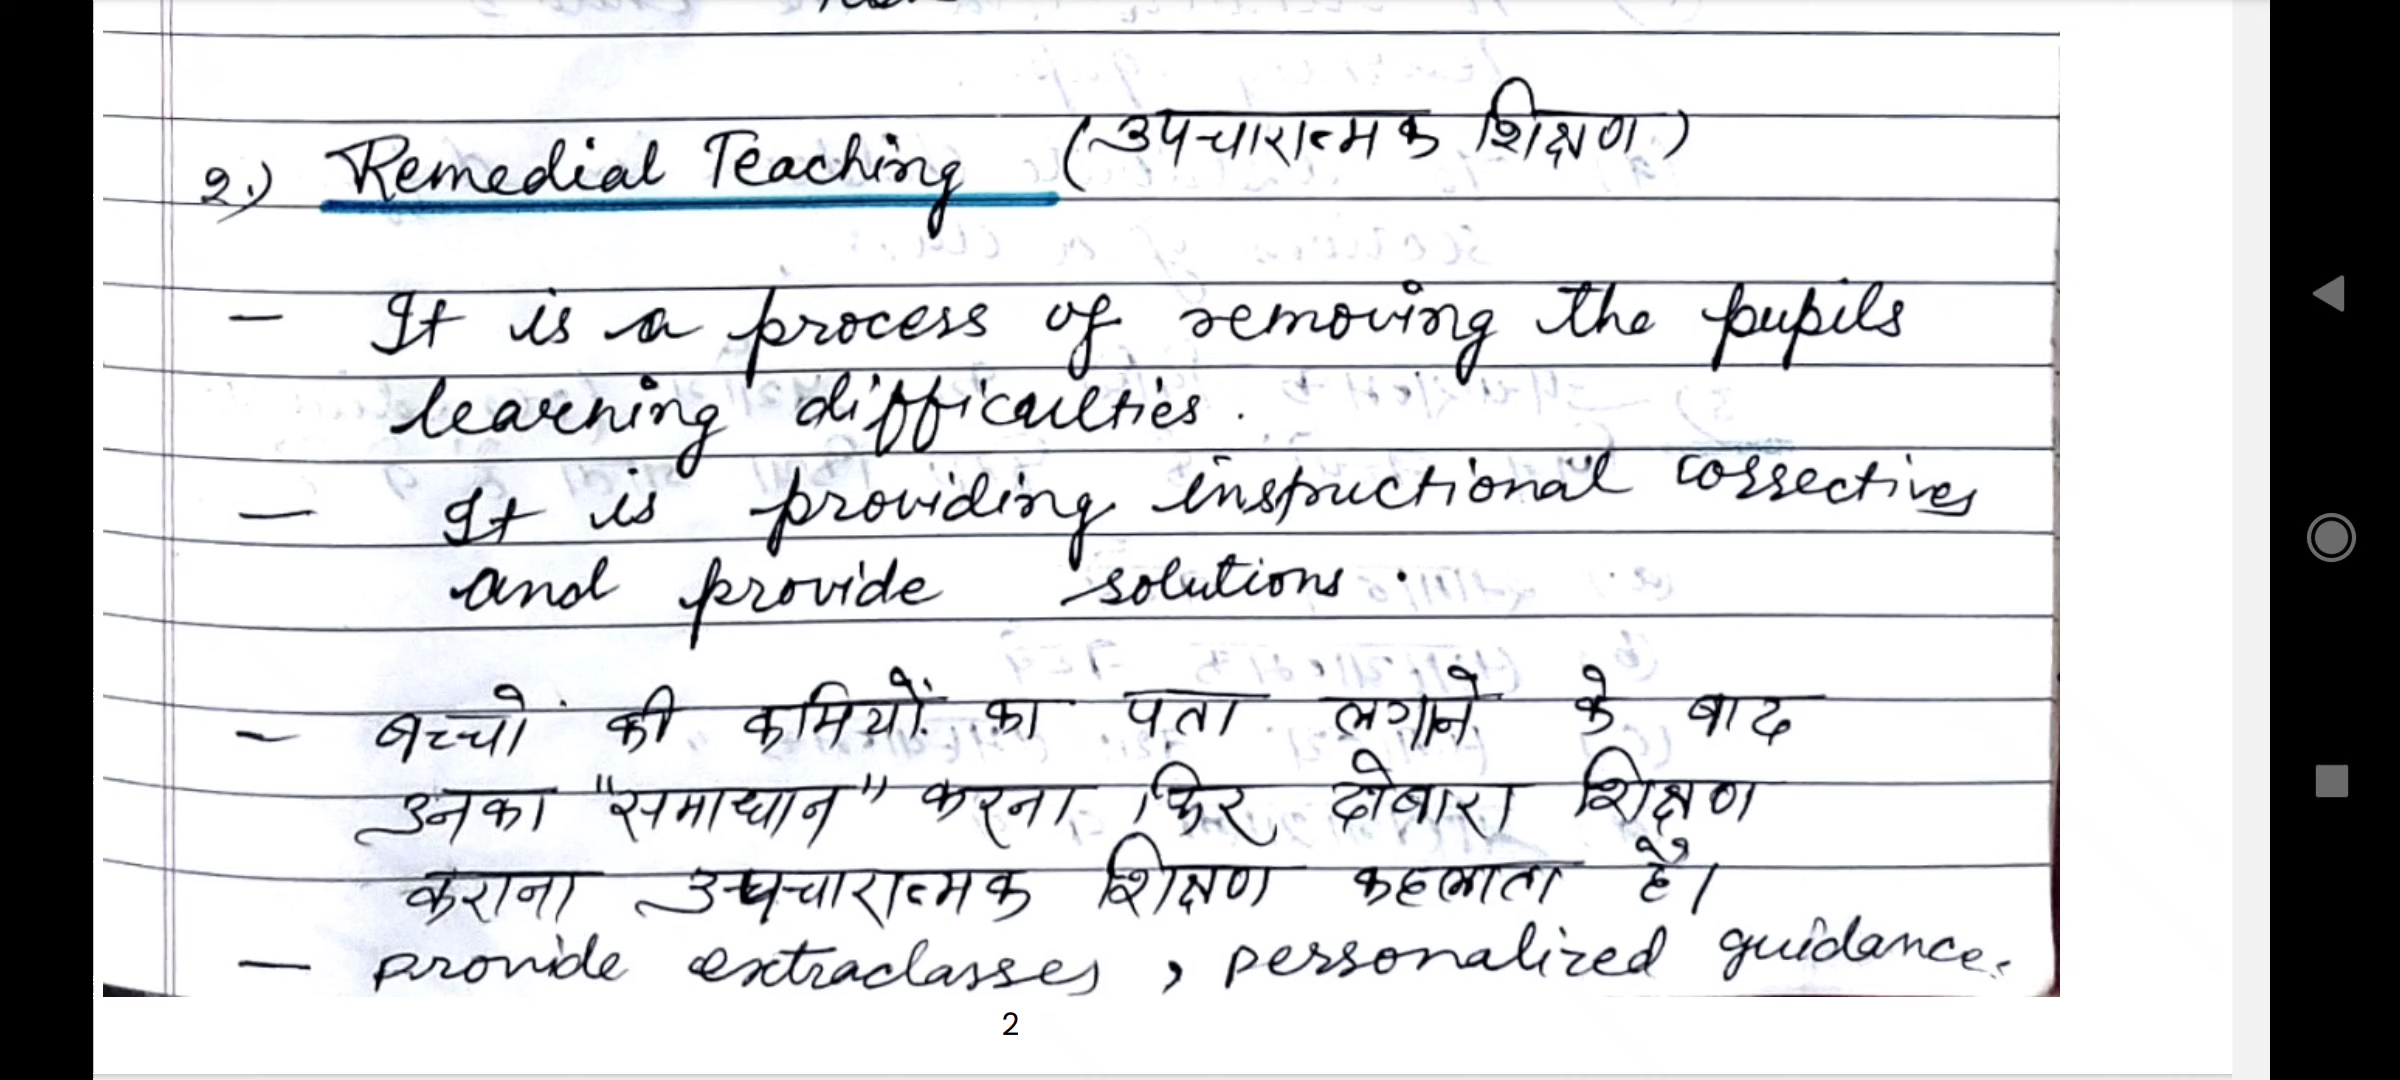 2.) Remedial Teaching (उपचारात्मक शिक्षण)
— It is a process of removing the pupils
learning difficulties.
— It is providing instructional correctives
and provide solutions.
— बच्चों की कमियों का पता लगाने के बाद
उनका "समाधान" करना, फिर दोबारा शिक्षण
कराना उपचारात्मक शिक्षण कहलाता है।
— provide extraclasses, personalized guidance.
2